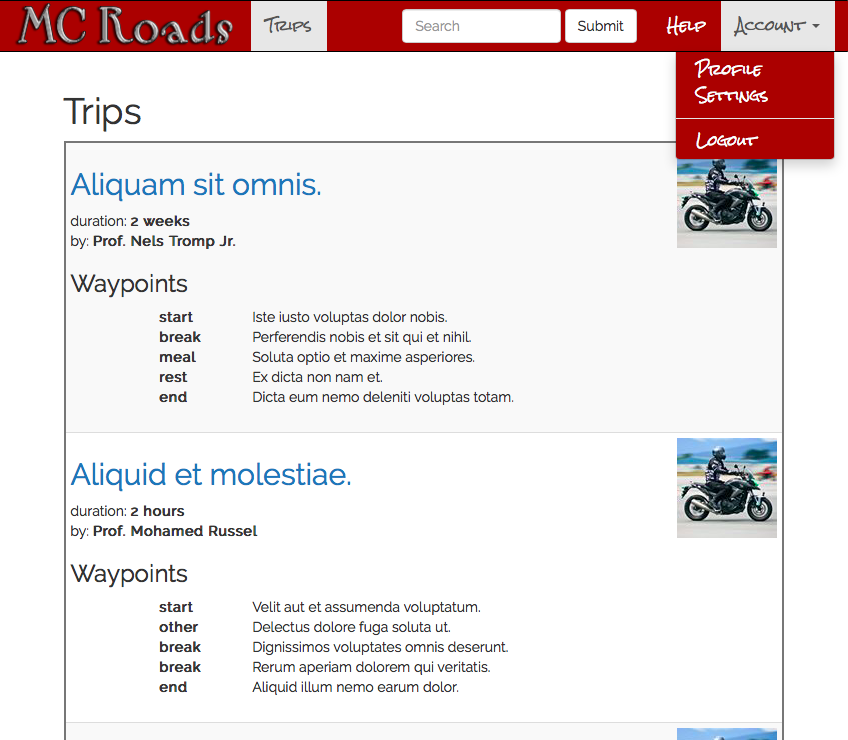 MC Roads
Trips
Search
Submit
Help
Account
Profile
Settings
Logout
Trips
Aliquam sit omnis.
duration: 2 weeks
by: Prof. Nels Tromp Jr.
Waypoints
start Iste iusto voluptas dolor nobis.
break Perferendis nobis et sit qui et nihil.
meal Soluta optio et maxime asperiores.
rest Ex dicta non nam et.
end Dicta eum nemo deleniti voluptas totam.
Aliquid et molestiae.
duration: 2 hours
by: Prof. Mohamed Russel
Waypoints
start Velit aut et assumenda voluptatum.
other Delectus dolore fuga soluta ut.
break Dignissimos voluptates omnis deserunt.
break Rerum aperiam dolorem qui veritatis.
end Aliquid illum nemo earum dolor.